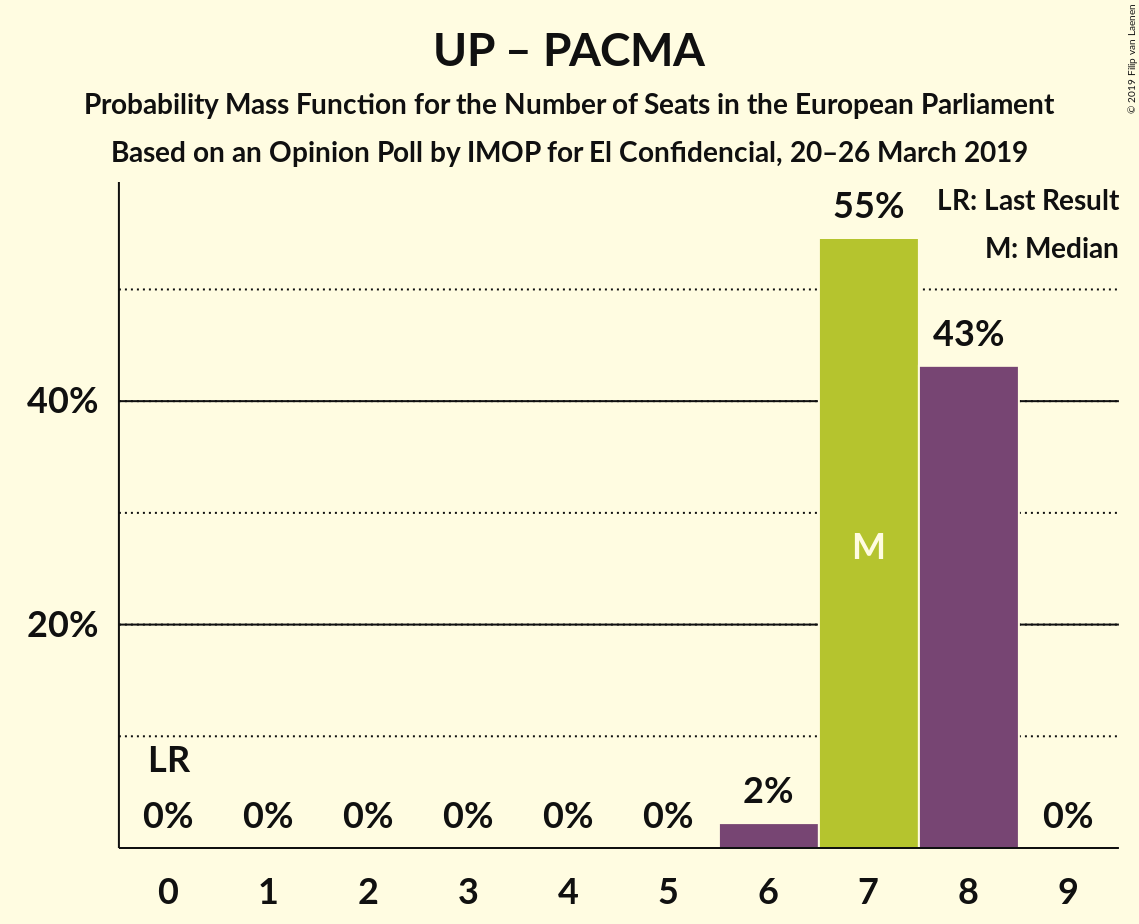 UP – PACMA
Probability Mass Function for the Number of Seats in the European Parliament
Based on an Opinion Poll by IMOP for El Confidencial, 20–26 March 2019
© 2019 Filip van Laenen
LR: Last Result
M: Median
55%
43%
40%
M
20%
LR
0% 0% 0% 0% 0% 0% 2% 0%
0 1 2 3 4 5 6 7 8 9